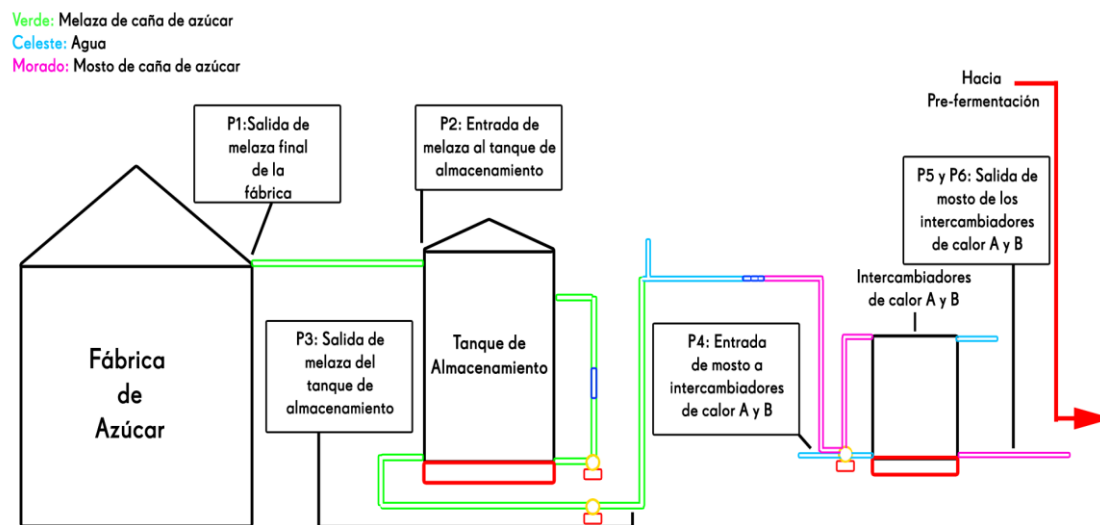 Verde: Melaza de caña de azúcar
Celeste: Agua
Morado: Mosto de caña de azúcar
Hacia
Pre-fermentación
P1:Salida de
melaza final
de la
fábrica
P2: Entrada de
melaza al tanque de
almacenamiento
P5 y P6: Salida de
mosto de los
intercambiadores
de calor A y B
Intercambiadores
de calor A y B
P3: Salida de
melaza del
tanque de
almacenamiento
Tanque de
Almacenamiento
P4: Entrada
de mosto a
intercambiadores
de calor A y B
Fábrica
de
Azúcar